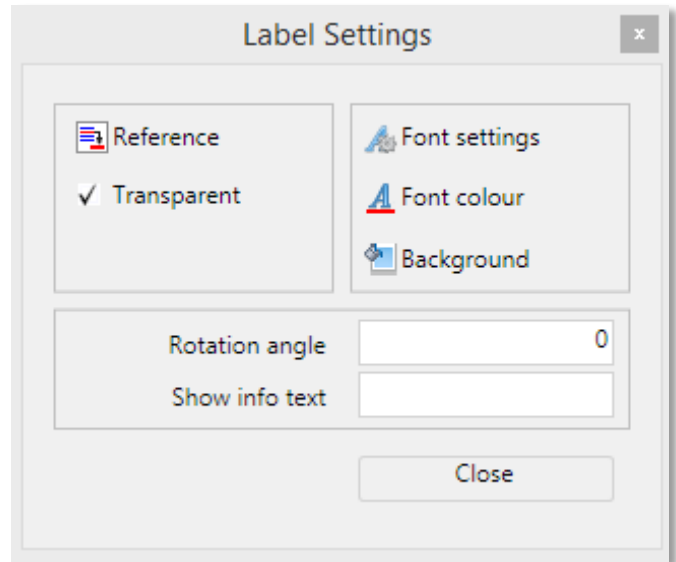 Label Settings
x
Reference
Transparent
Font settings
Font colour
Background
Rotation angle 0
Show info text
Close